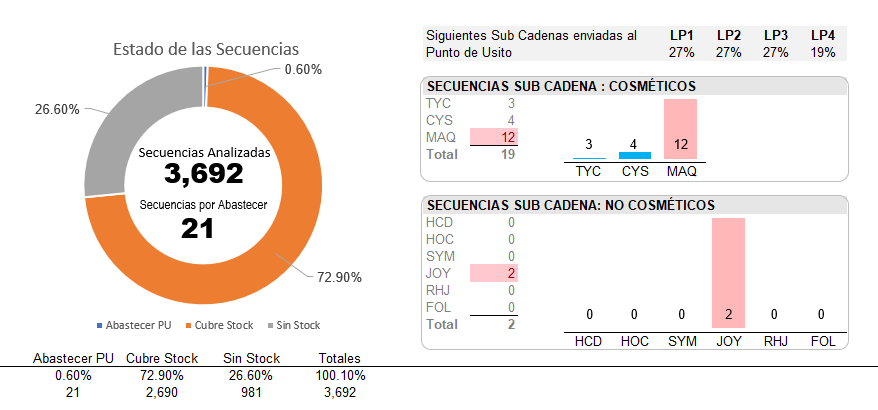 Estado de las Secuencias
0.60%
26.60%
72.90%
Secuencias Analizadas
3,692
Secuencias por Abastecer
21
Abastecer PU Cubre Stock Sin Stock
Abastecer PU Cubre Stock Sin Stock Totales
0.60% 72.90% 26.60% 100.10%
21 2,690 981 3,692
Siguientes Sub Cadenas enviadas al LP1 LP2 LP3 LP4
Punto de Usito 27% 27% 27% 19%
SECUENCIAS SUB CADENA : COSMÉTICOS
TYC 3
CYS 4
MAQ 12
Total 19
3 4 12
TYC CYS MAQ
SECUENCIAS SUB CADENA: NO COSMÉTICOS
HCD 0
HOC 0
SYM 0
JOY 2
RHJ 0
FOL 0
Total 2
0 0 0 2 0 0
HCD HOC SYM JOY RHJ FOL